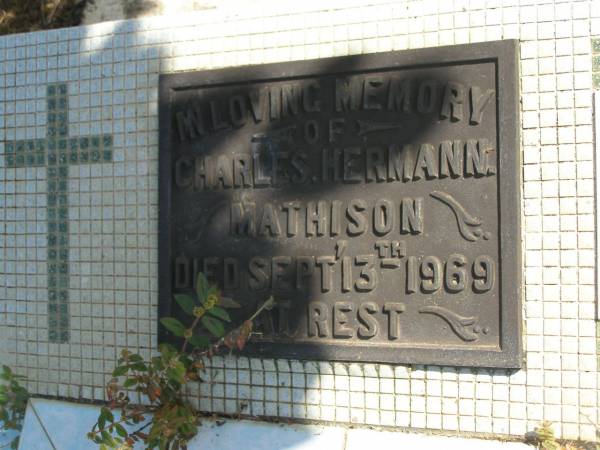 IN LOVING MEMORY
OF
CHARLES. HERMANN.
MATHISON
DIED SEPT' 13TH 1969
AT REST